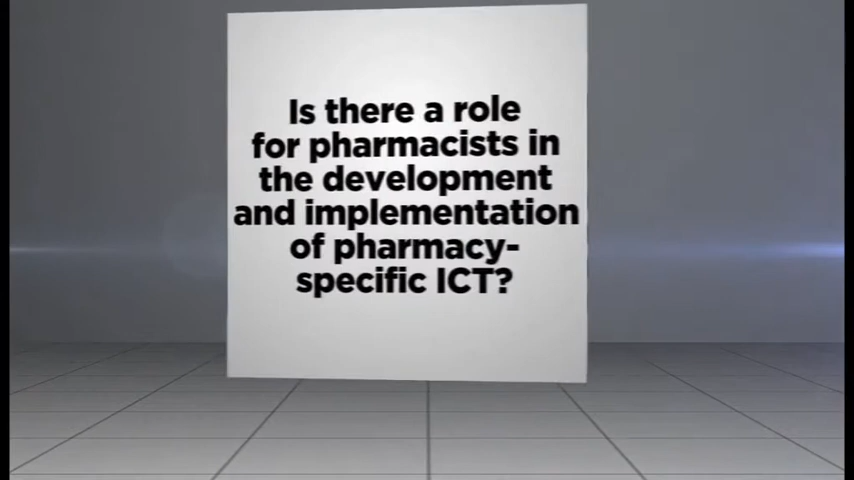 Is there a role
for pharmacists in
the development
and implementation
of pharmacy-
specific ICT?